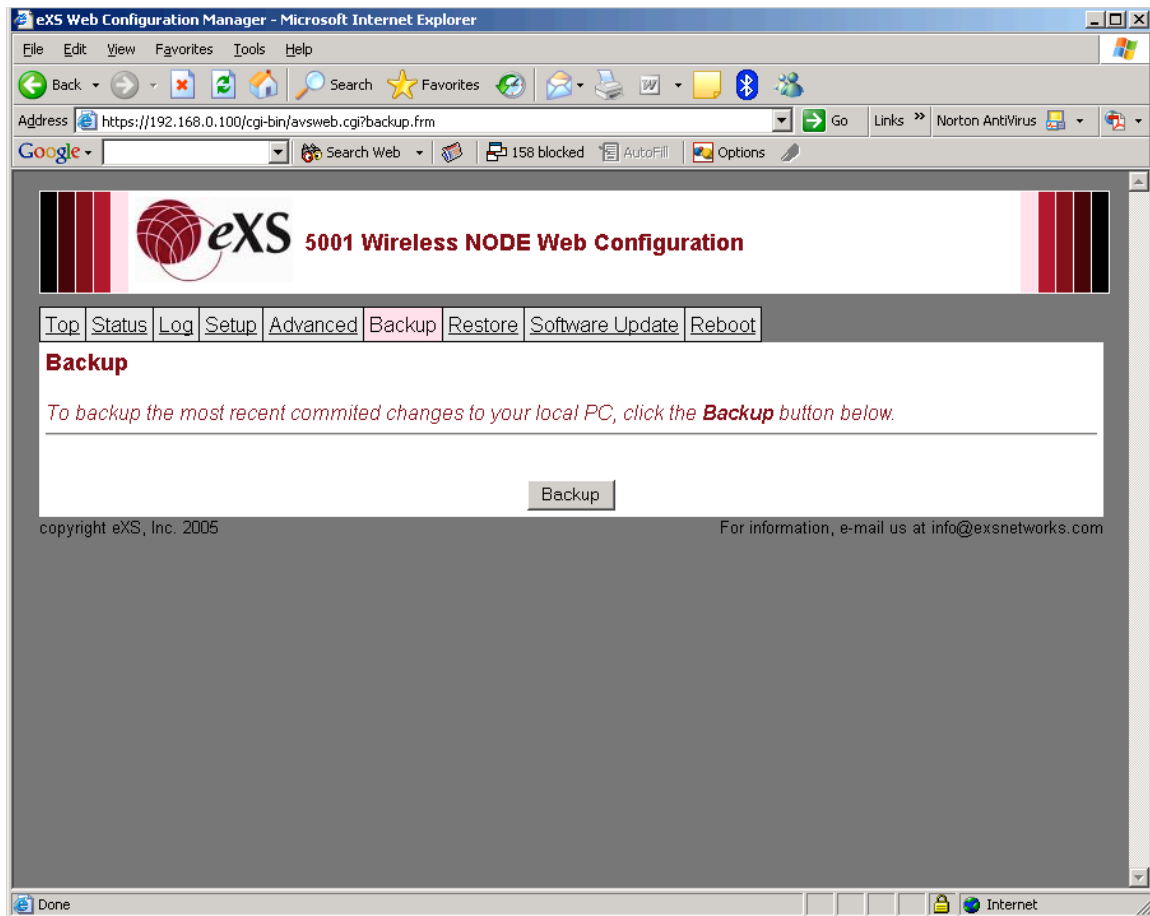 eXS Web Configuration Manager - Microsoft Internet Explorer
File Edit View Favorites Tools Help
Back Search Favorites
Address https://192.168.0.100/cgi-bin/avsweb.cgi?backup.frm Go Links » Norton AntiVirus
Google Search Web 158 blocked AutoFill Options
eXS 5001 Wireless NODE Web Configuration
Top Status Log Setup Advanced Backup Restore Software Update Reboot
Backup
To backup the most recent commited changes to your local PC, click the Backup button below.
Backup
copyright eXS, Inc. 2005 For information, e-mail us at info@exsnetworks.com
Done Internet